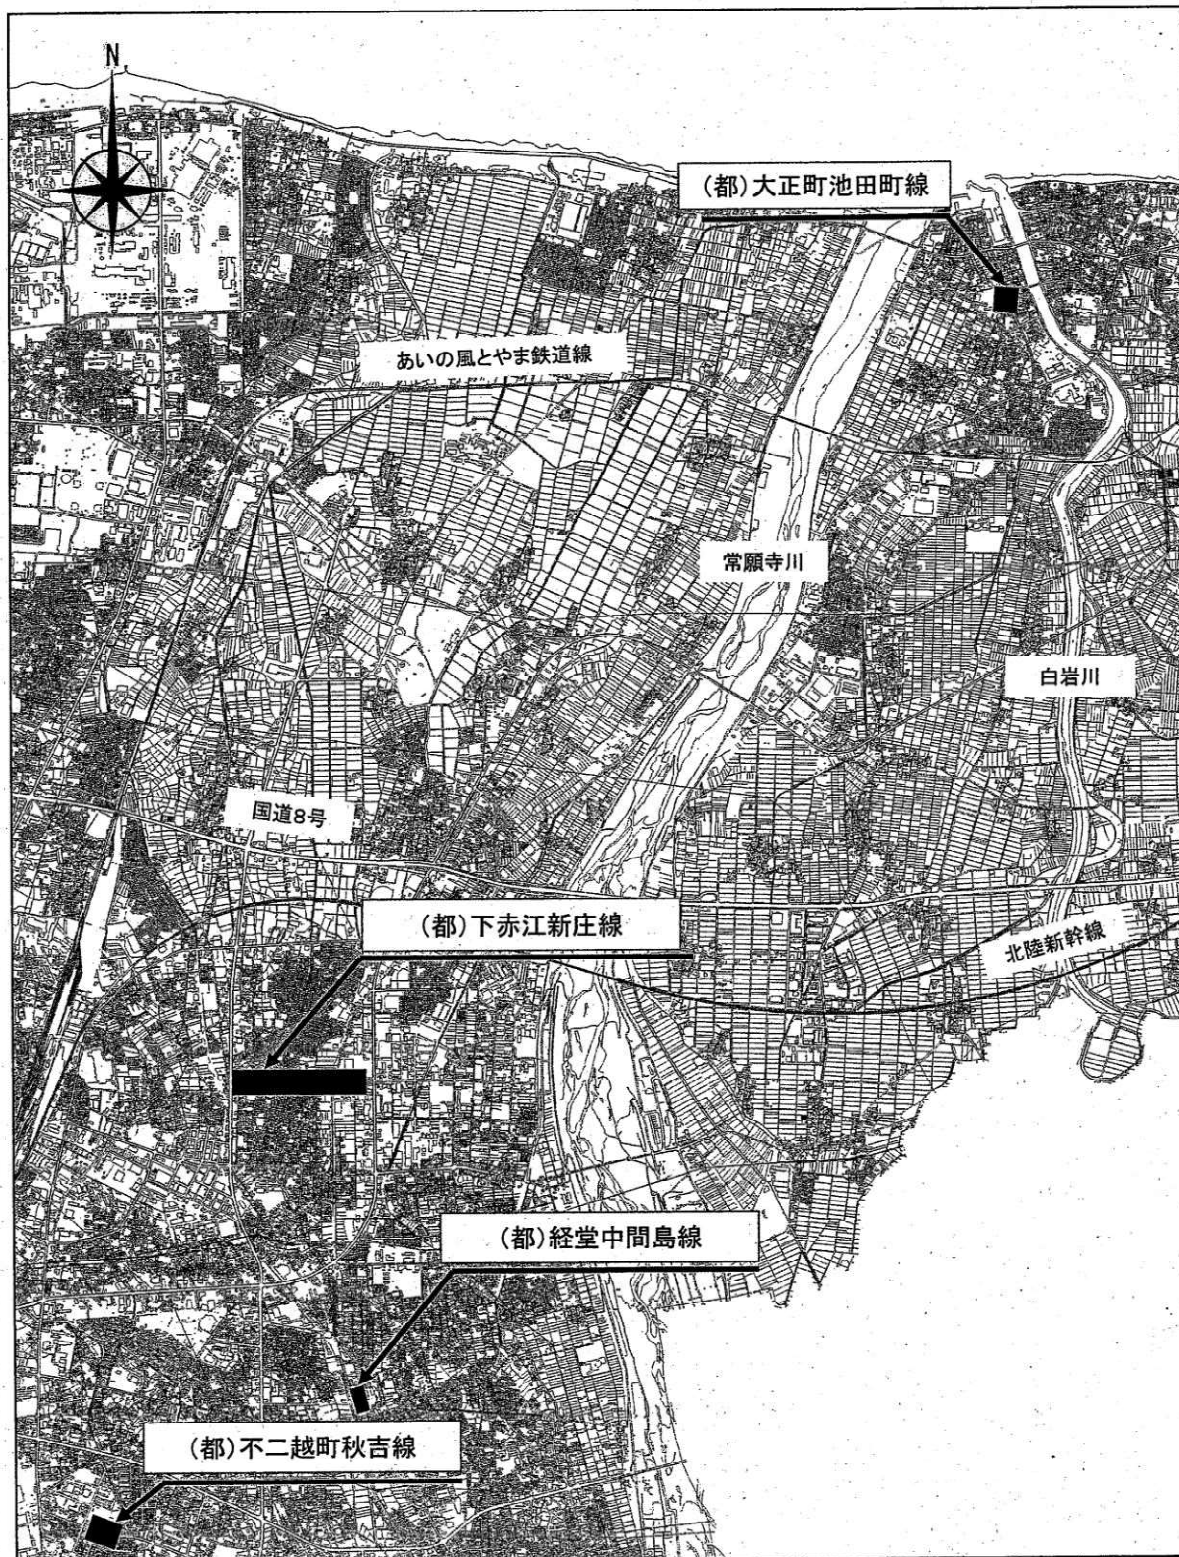 N
(都)大正町池田町線
あいの風とやま鉄道線
常願寺川
白岩川
国道8号
(都)下赤江新庄線
北陸新幹線
(都)経堂中間島線
(都)不二越町秋吉線